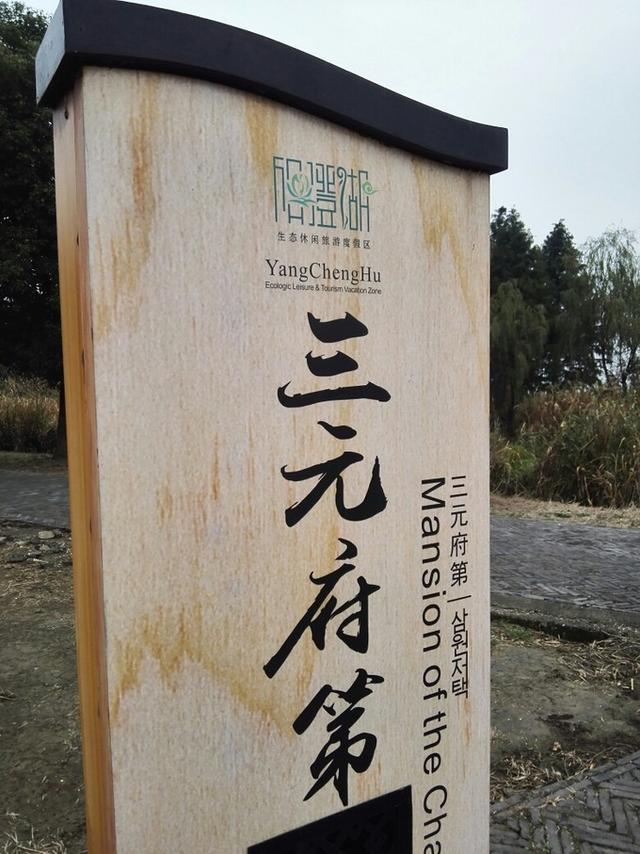 阳澄湖
生态休闲旅游度假区
YangChengHu
Ecologic Leisure & Tourism Vacation Zone
三元府第
三元府第|삼원저택
Mansion of the Cha